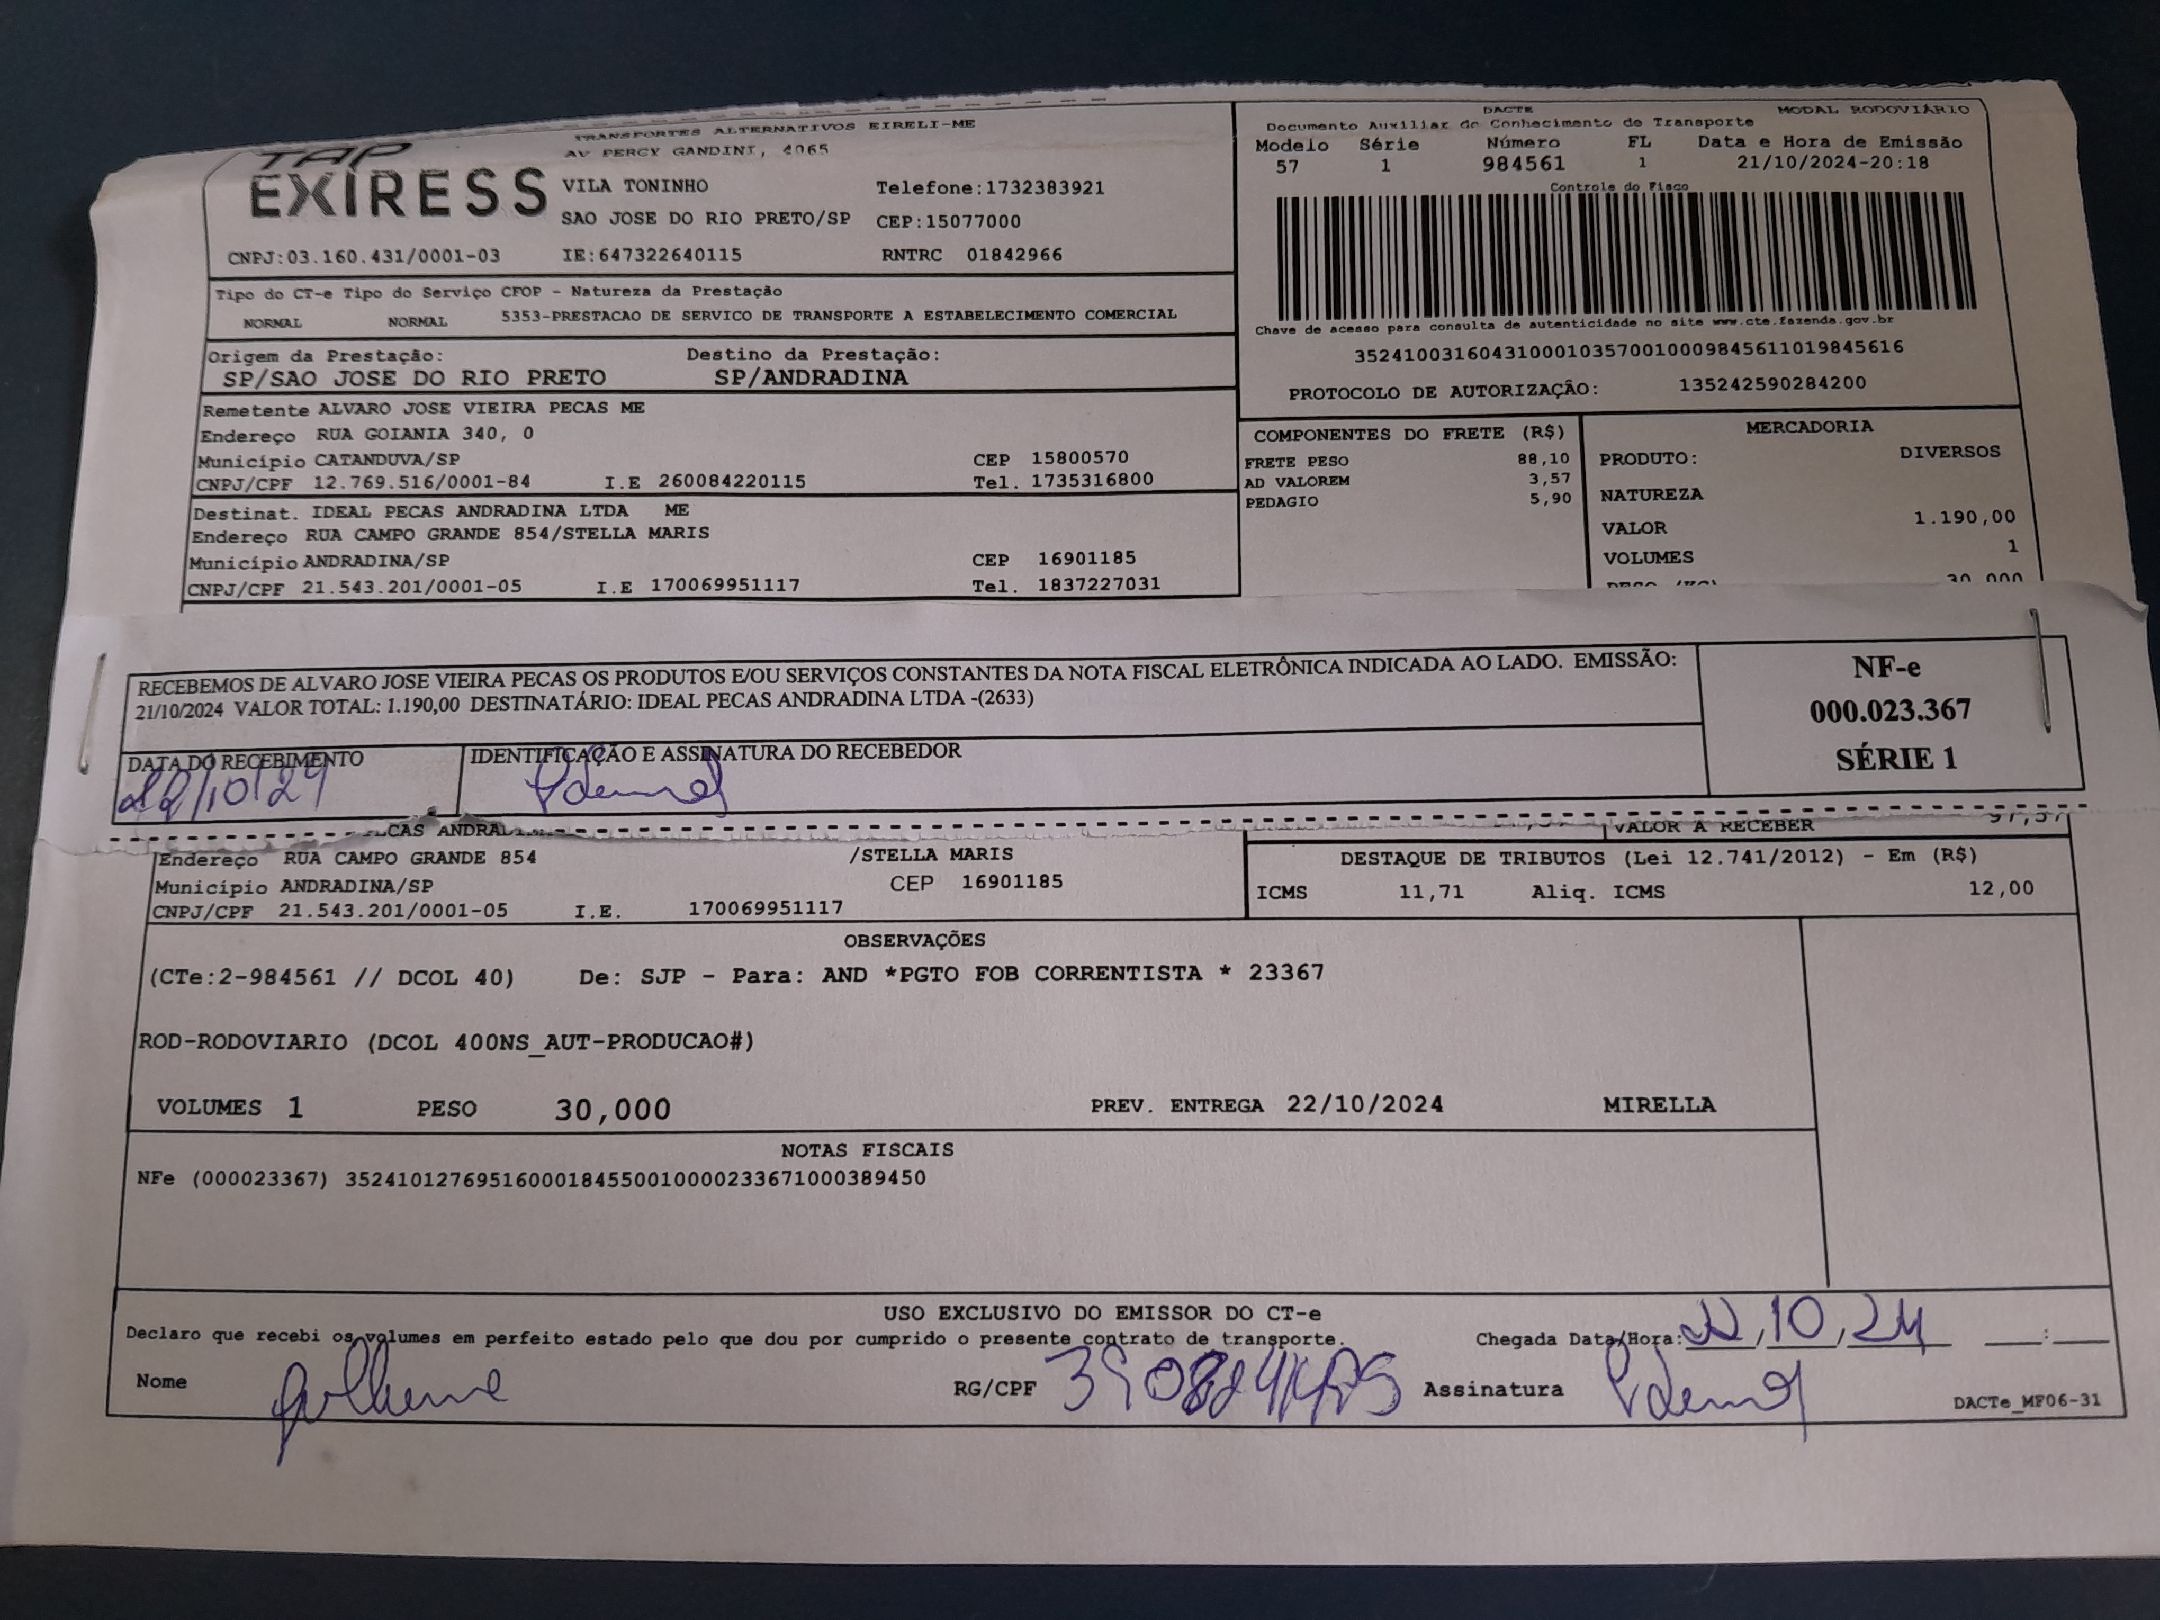 TRANSPORTES ALTERNATIVOS EIRELI-ME
AV PERCY GANDINI, 4065
TAP
EXPRESS
VILA TONINHO Telefone:1732383921
SAO JOSE DO RIO PRETO/SP CEP:15077000
CNPJ:03.160.431/0001-03 IE:647322640115 RNTRC 01842966
Tipo do CT-e Tipo do Serviço CFOP - Natureza da Prestação
NORMAL NORMAL 5353-PRESTACAO DE SERVICO DE TRANSPORTE A ESTABELECIMENTO COMERCIAL
Origem da Prestação: Destino da Prestação:
SP/SAO JOSE DO RIO PRETO SP/ANDRADINA
Remetente ALVARO JOSE VIEIRA PECAS ME
Endereço RUA GOIANIA 340, 0
Município CATANDUVA/SP CEP 15800570
CNPJ/CPF 12.769.516/0001-84 I.E 260084220115 Tel. 1735316800
Destinat. IDEAL PECAS ANDRADINA LTDA ME
Endereço RUA CAMPO GRANDE 854/STELLA MARIS
Município ANDRADINA/SP CEP 16901185
CNPJ/CPF 21.543.201/0001-05 I.E 170069951117 Tel. 1837227031
DACTE MODAL RODOVIÁRIO
Documento Auxiliar do Conhecimento de Transporte
Modelo Série Número FL Data e Hora de Emissão
57 1 984561 1 21/10/2024-20:18
Controle do Fisco
Chave de acesso para consulta de autenticidade no site www.cte.fazenda.gov.br
35241003160431000103570010009845611019845616
PROTOCOLO DE AUTORIZAÇÃO: 135242590284200
COMPONENTES DO FRETE (R$)
FRETE PESO 88,10
AD VALOREM 3,57
PEDAGIO 5,90
MERCADORIA
PRODUTO: DIVERSOS
NATUREZA
VALOR 1.190,00
VOLUMES 1
PESO (KG) 30,000
RECEBEMOS DE ALVARO JOSE VIEIRA PECAS OS PRODUTOS E/OU SERVIÇOS CONSTANTES DA NOTA FISCAL ELETRÔNICA INDICADA AO LADO. EMISSÃO:
21/10/2024 VALOR TOTAL: 1.190,00 DESTINATÁRIO: IDEAL PECAS ANDRADINA LTDA -(2633)
NF-e
000.023.367
SÉRIE 1
DATA DO RECEBIMENTO IDENTIFICAÇÃO E ASSINATURA DO RECEBEDOR
22/10/24
VALOR A RECEBER 97,57
Endereço RUA CAMPO GRANDE 854 /STELLA MARIS
Município ANDRADINA/SP CEP 16901185
CNPJ/CPF 21.543.201/0001-05 I.E. 170069951117
DESTAQUE DE TRIBUTOS (Lei 12.741/2012) - Em (R$)
ICMS 11,71 Aliq. ICMS 12,00
OBSERVAÇÕES
(CTe:2-984561 // DCOL 40) De: SJP - Para: AND *PGTO FOB CORRENTISTA * 23367
ROD-RODOVIARIO (DCOL 400NS_AUT-PRODUCAO#)
VOLUMES 1 PESO 30,000 PREV. ENTREGA 22/10/2024 MIRELLA
NOTAS FISCAIS
NFe (000023367) 35241012769516000184550010000233671000389450
USO EXCLUSIVO DO EMISSOR DO CT-e
Declaro que recebi os volumes em perfeito estado pelo que dou por cumprido o presente contrato de transporte. Chegada Data/Hora: 22,10,24 :
Nome Guilherme RG/CPF Assinatura
DACTe_MF06-31